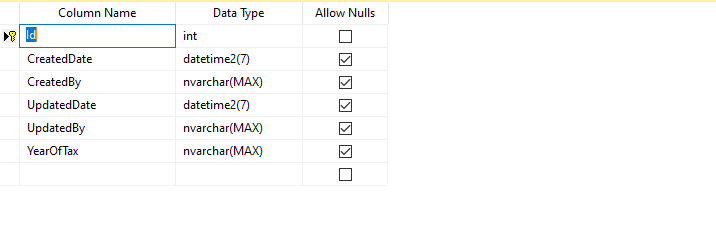 Column Name Data Type Allow Nulls
Id int
CreatedDate datetime2(7)
CreatedBy nvarchar(MAX)
UpdatedDate datetime2(7)
UpdatedBy nvarchar(MAX)
YearOfTax nvarchar(MAX)